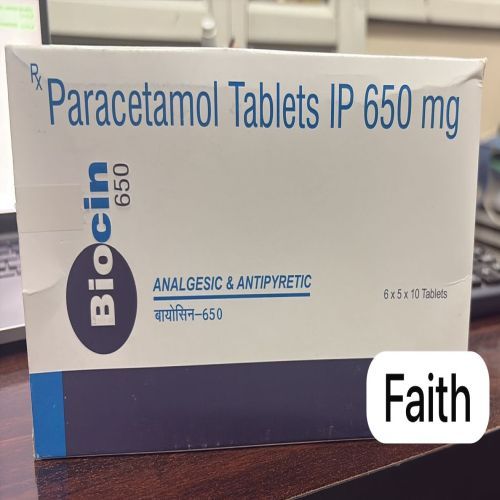 Rx
Paracetamol Tablets IP 650 mg
Biocin
650
ANALGESIC & ANTIPYRETIC
बायोसिन-650
6 x 5 x 10 Tablets
Faith